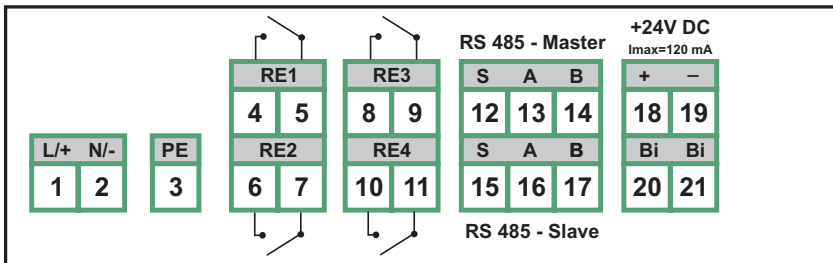 +24V DC
RS 485 - Master Imax=120 mA
RE1 RE3 S A B + –
4 5 8 9 12 13 14 18 19
L/+ N/- PE RE2 RE4 S A B Bi Bi
1 2 3 6 7 10 11 15 16 17 20 21
RS 485 - Slave